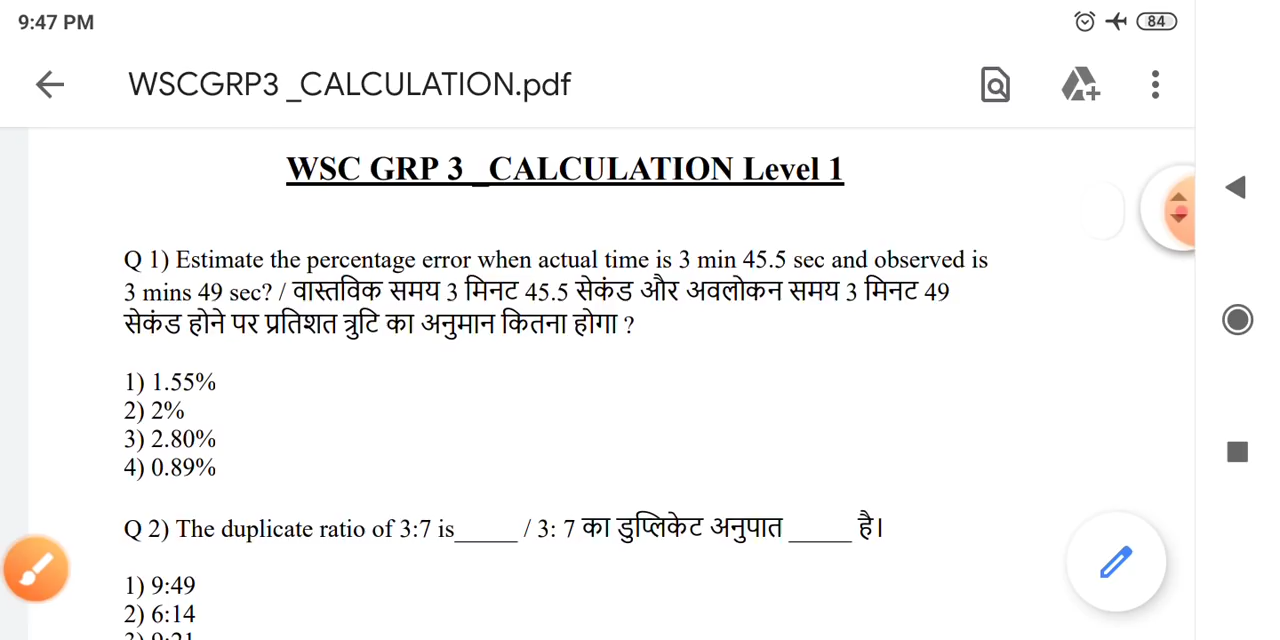 9:47 PM
84
WSCGRP3 _CALCULATION.pdf
WSC GRP 3 _CALCULATION Level 1
Q 1) Estimate the percentage error when actual time is 3 min 45.5 sec and observed is
3 mins 49 sec? / वास्तविक समय 3 मिनट 45.5 सेकंड और अवलोकन समय 3 मिनट 49
सेकंड होने पर प्रतिशत त्रुटि का अनुमान कितना होगा ?
1) 1.55%
2) 2%
3) 2.80%
4) 0.89%
Q 2) The duplicate ratio of 3:7 is_____ / 3: 7 का डुप्लिकेट अनुपात _____ है।
1) 9:49
2) 6:14
3) 9:21